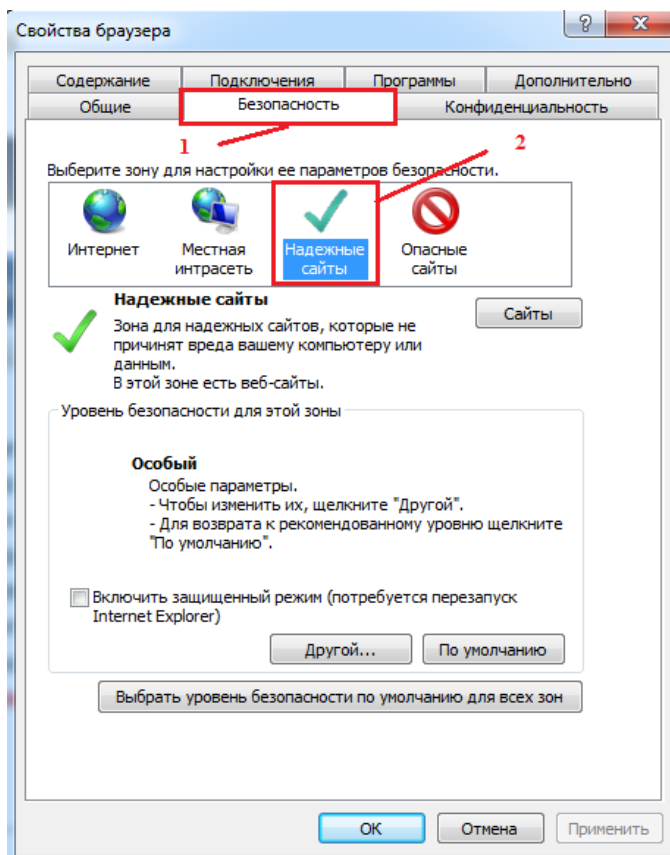 Свойства браузера
Содержание Подключения Программы Дополнительно
Общие Безопасность Конфиденциальность
1 2
Выберите зону для настройки ее параметров безопасности.
Интернет Местная интрасеть Надежные сайты Опасные сайты
Надежные сайты
Сайты
Зона для надежных сайтов, которые не
причинят вреда вашему компьютеру или
данным.
В этой зоне есть веб-сайты.
Уровень безопасности для этой зоны
Особый
Особые параметры.
- Чтобы изменить их, щелкните "Другой".
- Для возврата к рекомендованному уровню щелкните
"По умолчанию".
Включить защищенный режим (потребуется перезапуск
Internet Explorer)
Другой... По умолчанию
Выбрать уровень безопасности по умолчанию для всех зон
ОК Отмена Применить